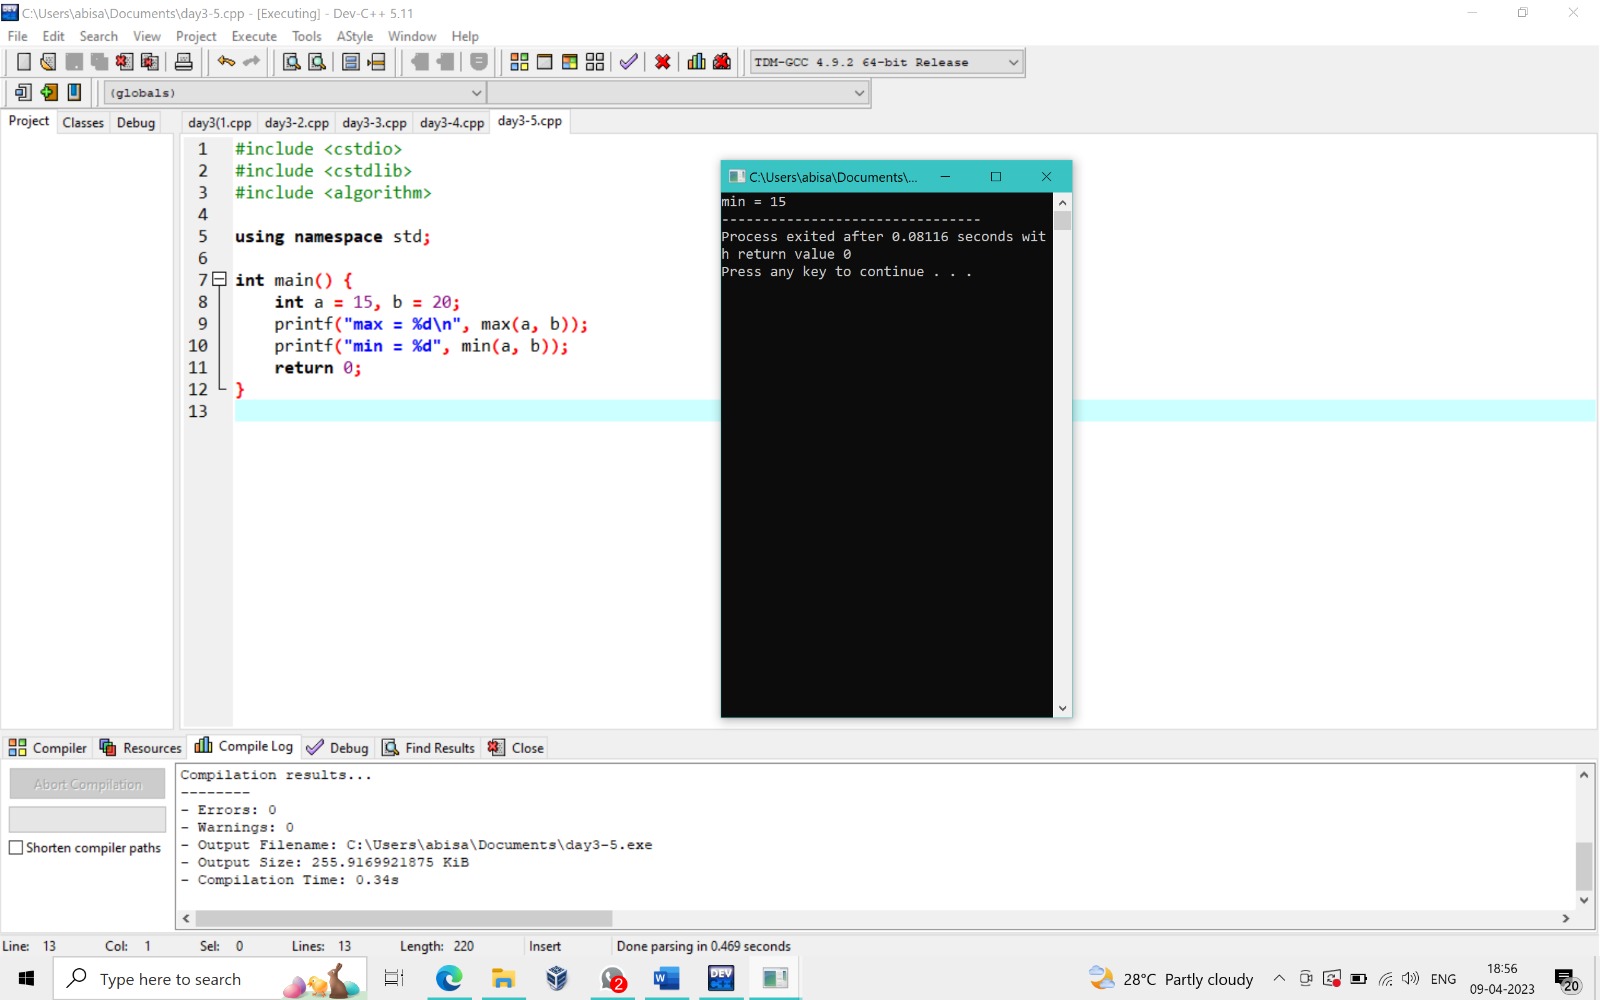 C:\Users\abisa\Documents\day3-5.cpp - [Executing] - Dev-C++ 5.11
File Edit Search View Project Execute Tools AStyle Window Help
TDM-GCC 4.9.2 64-bit Release
(globals)
Project Classes Debug
day3(1.cpp day3-2.cpp day3-3.cpp day3-4.cpp day3-5.cpp
1 #include <cstdio>
2 #include <cstdlib>
3 #include <algorithm>
4
5 using namespace std;
6
7 int main() {
8 int a = 15, b = 20;
9 printf("max = %d\n", max(a, b));
10 printf("min = %d", min(a, b));
11 return 0;
12 }
13
C:\Users\abisa\Documents\...
min = 15
--------------------------------
Process exited after 0.08116 seconds wit
h return value 0
Press any key to continue . . .
Compiler Resources Compile Log Debug Find Results Close
Abort Compilation
Shorten compiler paths
Compilation results...
--------
- Errors: 0
- Warnings: 0
- Output Filename: C:\Users\abisa\Documents\day3-5.exe
- Output Size: 255.9169921875 KiB
- Compilation Time: 0.34s
Line: 13 Col: 1 Sel: 0 Lines: 13 Length: 220 Insert Done parsing in 0.469 seconds
Type here to search
2
W
DEV
C++
28°C Partly cloudy
ENG
18:56
09-04-2023
20